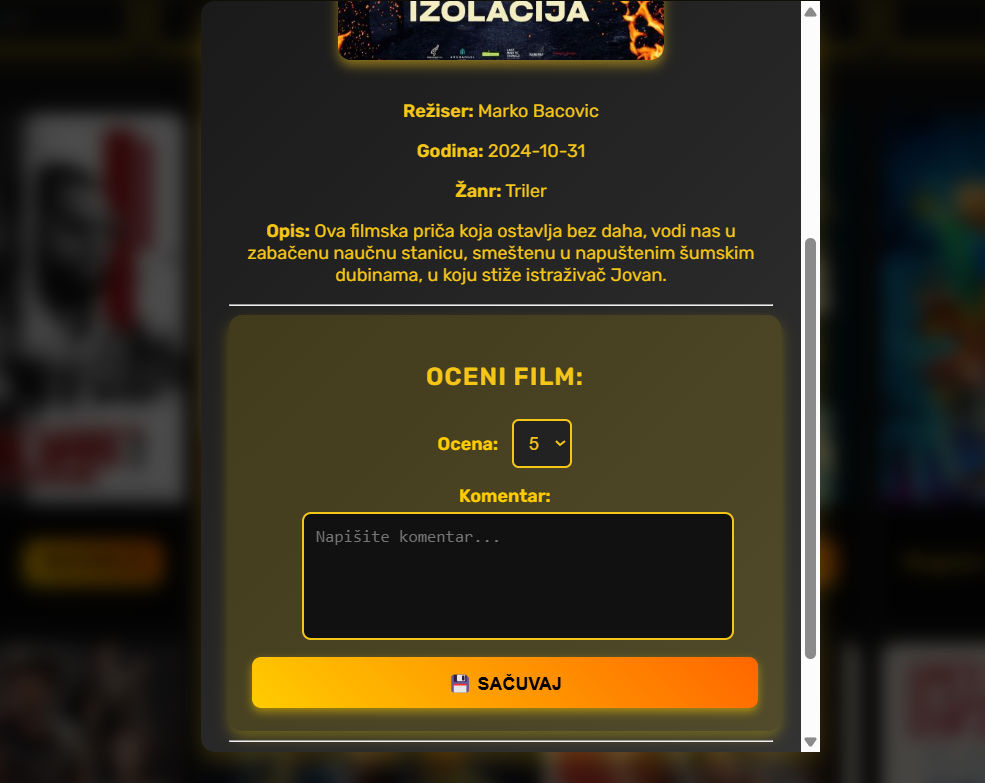 IZOLACIJA
Režiser: Marko Bacovic
Godina: 2024-10-31
Žanr: Triler
Opis: Ova filmska priča koja ostavlja bez daha, vodi nas u
zabačenu naučnu stanicu, smeštenu u napuštenim šumskim
dubinama, u koju stiže istraživač Jovan.
OCENI FILM:
Ocena: 5
Komentar:
Napišite komentar...
💾 SAČUVAJ